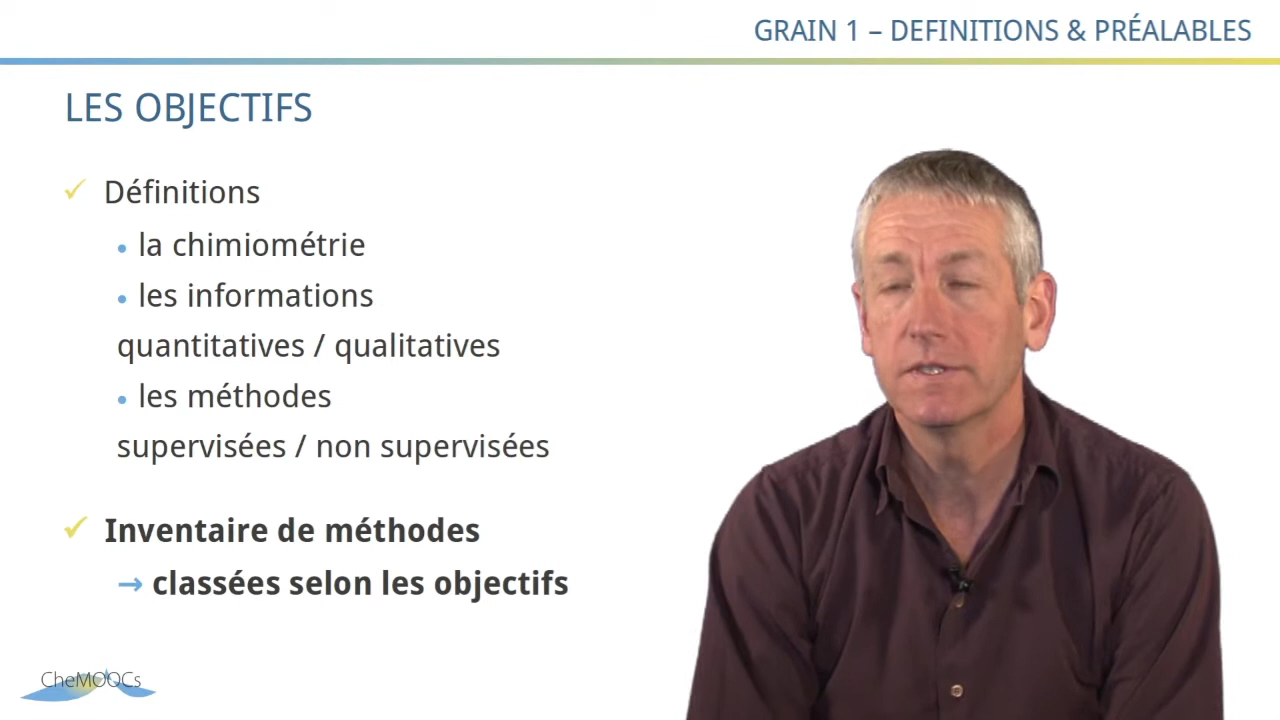 GRAIN 1 – DEFINITIONS & PRÉALABLES
LES OBJECTIFS
✓ Définitions
• la chimiométrie
• les informations
quantitatives / qualitatives
• les méthodes
supervisées / non supervisées
✓ Inventaire de méthodes
→ classées selon les objectifs
CheMOOCs